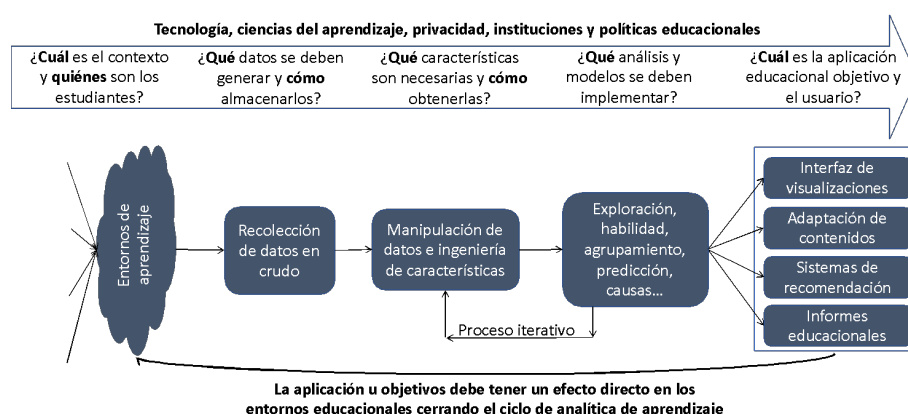 Tecnología, ciencias del aprendizaje, privacidad, instituciones y políticas educacionales
¿Cuál es el contexto
y quiénes son los
estudiantes?
¿Qué datos se deben
generar y cómo
almacenarlos?
¿Qué características
son necesarias y cómo
obtenerlas?
¿Qué análisis y
modelos se deben
implementar?
¿Cuál es la aplicación
educacional objetivo y
el usuario?
Entornos de
aprendizaje
Recolección
de datos en
crudo
Manipulación de
datos e ingeniería
de características
Exploración,
habilidad,
agrupamiento,
predicción,
causas...
Interfaz de
visualizaciones
Adaptación de
contenidos
Sistemas de
recomendación
Informes
educacionales
Proceso iterativo
La aplicación u objetivos debe tener un efecto directo en los
entornos educacionales cerrando el ciclo de analítica de aprendizaje